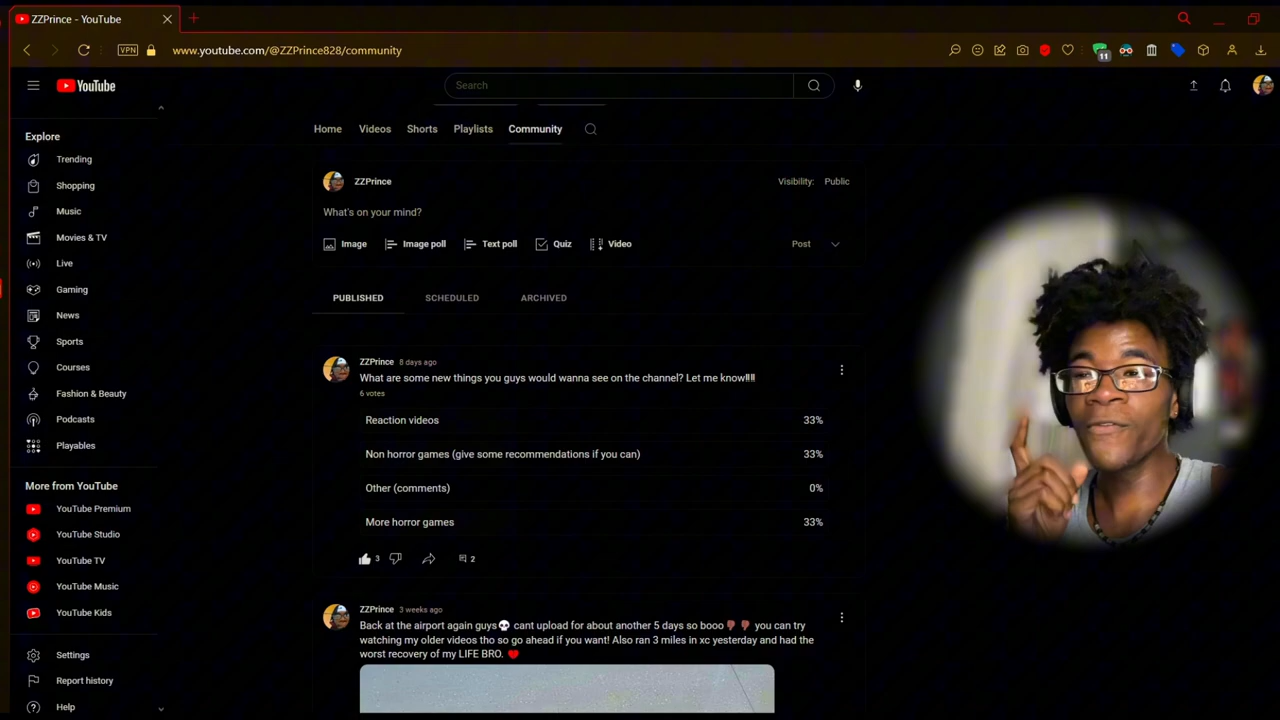 ZZPrince - YouTube
VPN
www.youtube.com/@ZZPrince828/community
11
YouTube
Search
Home Videos Shorts Playlists Community
Explore
Trending
Shopping
Music
Movies & TV
Live
Gaming
News
Sports
Courses
Fashion & Beauty
Podcasts
Playables
More from YouTube
YouTube Premium
YouTube Studio
YouTube TV
YouTube Music
YouTube Kids
Settings
Report history
Help
ZZPrince
Visibility: Public
What's on your mind?
Image Image poll Text poll Quiz Video Post
PUBLISHED SCHEDULED ARCHIVED
ZZPrince 8 days ago
What are some new things you guys would wanna see on the channel? Let me know‼️‼️
6 votes
Reaction videos 33%
Non horror games (give some recommendations if you can) 33%
Other (comments) 0%
More horror games 33%
3 2
ZZPrince 3 weeks ago
Back at the airport again guys💀 cant upload for about another 5 days so booo👎🏾👎🏾 you can try
watching my older videos tho so go ahead if you want! Also ran 3 miles in xc yesterday and had the
worst recovery of my LIFE BRO. ❤️